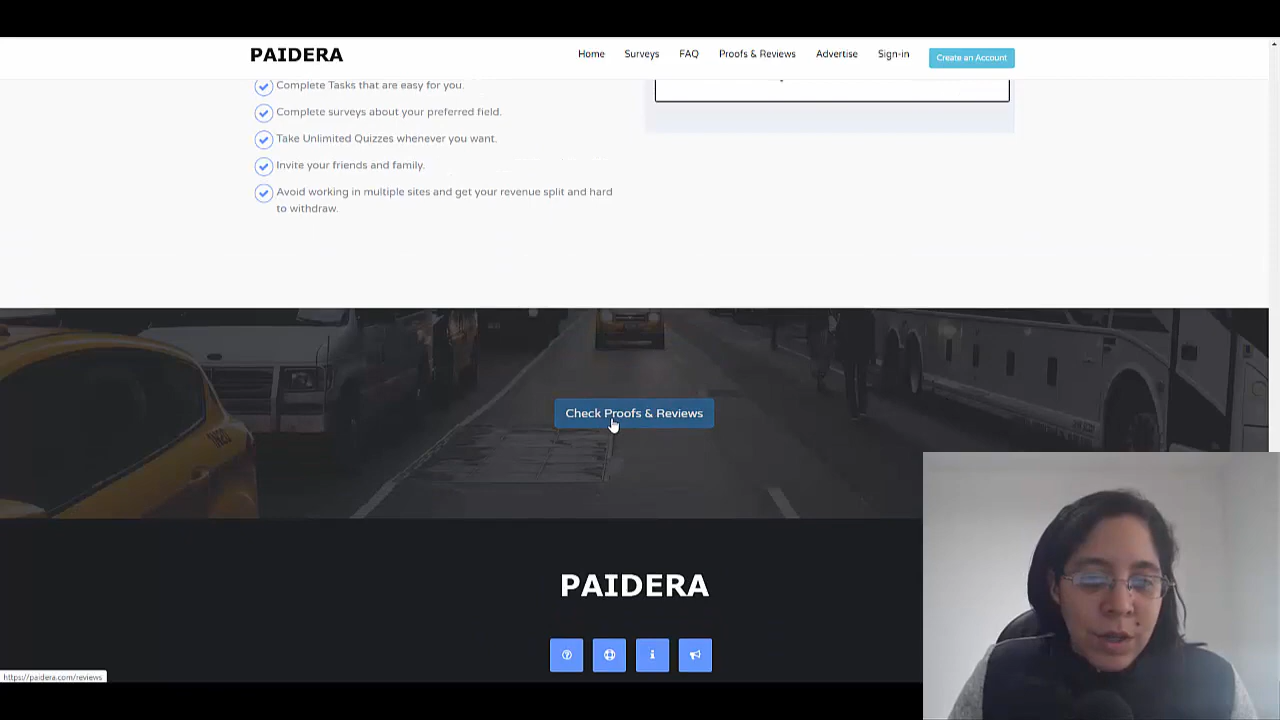 PAIDERA
Home
Surveys
FAQ
Proofs & Reviews
Advertise
Sign-in
Create an Account
Complete Tasks that are easy for you.
Complete surveys about your preferred field.
Take Unlimited Quizzes whenever you want.
Invite your friends and family.
Avoid working in multiple sites and get your revenue split and hard
to withdraw.
Check Proofs & Reviews
PAIDERA
https://paidera.com/reviews